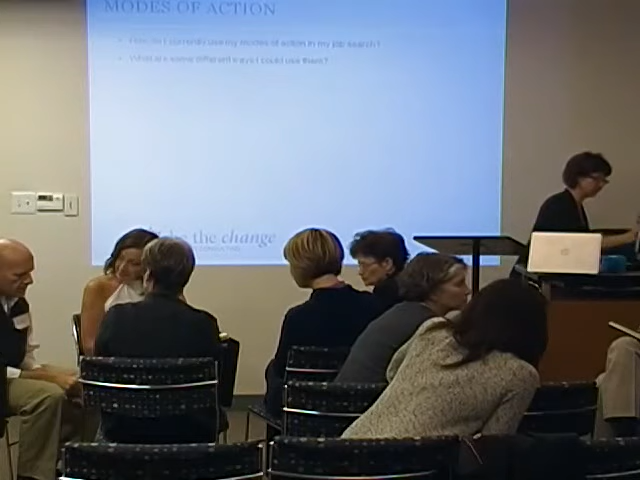 MODES OF ACTION
How do I currently use my modes of action in my job search?
What are some different ways I could use them?
be the change